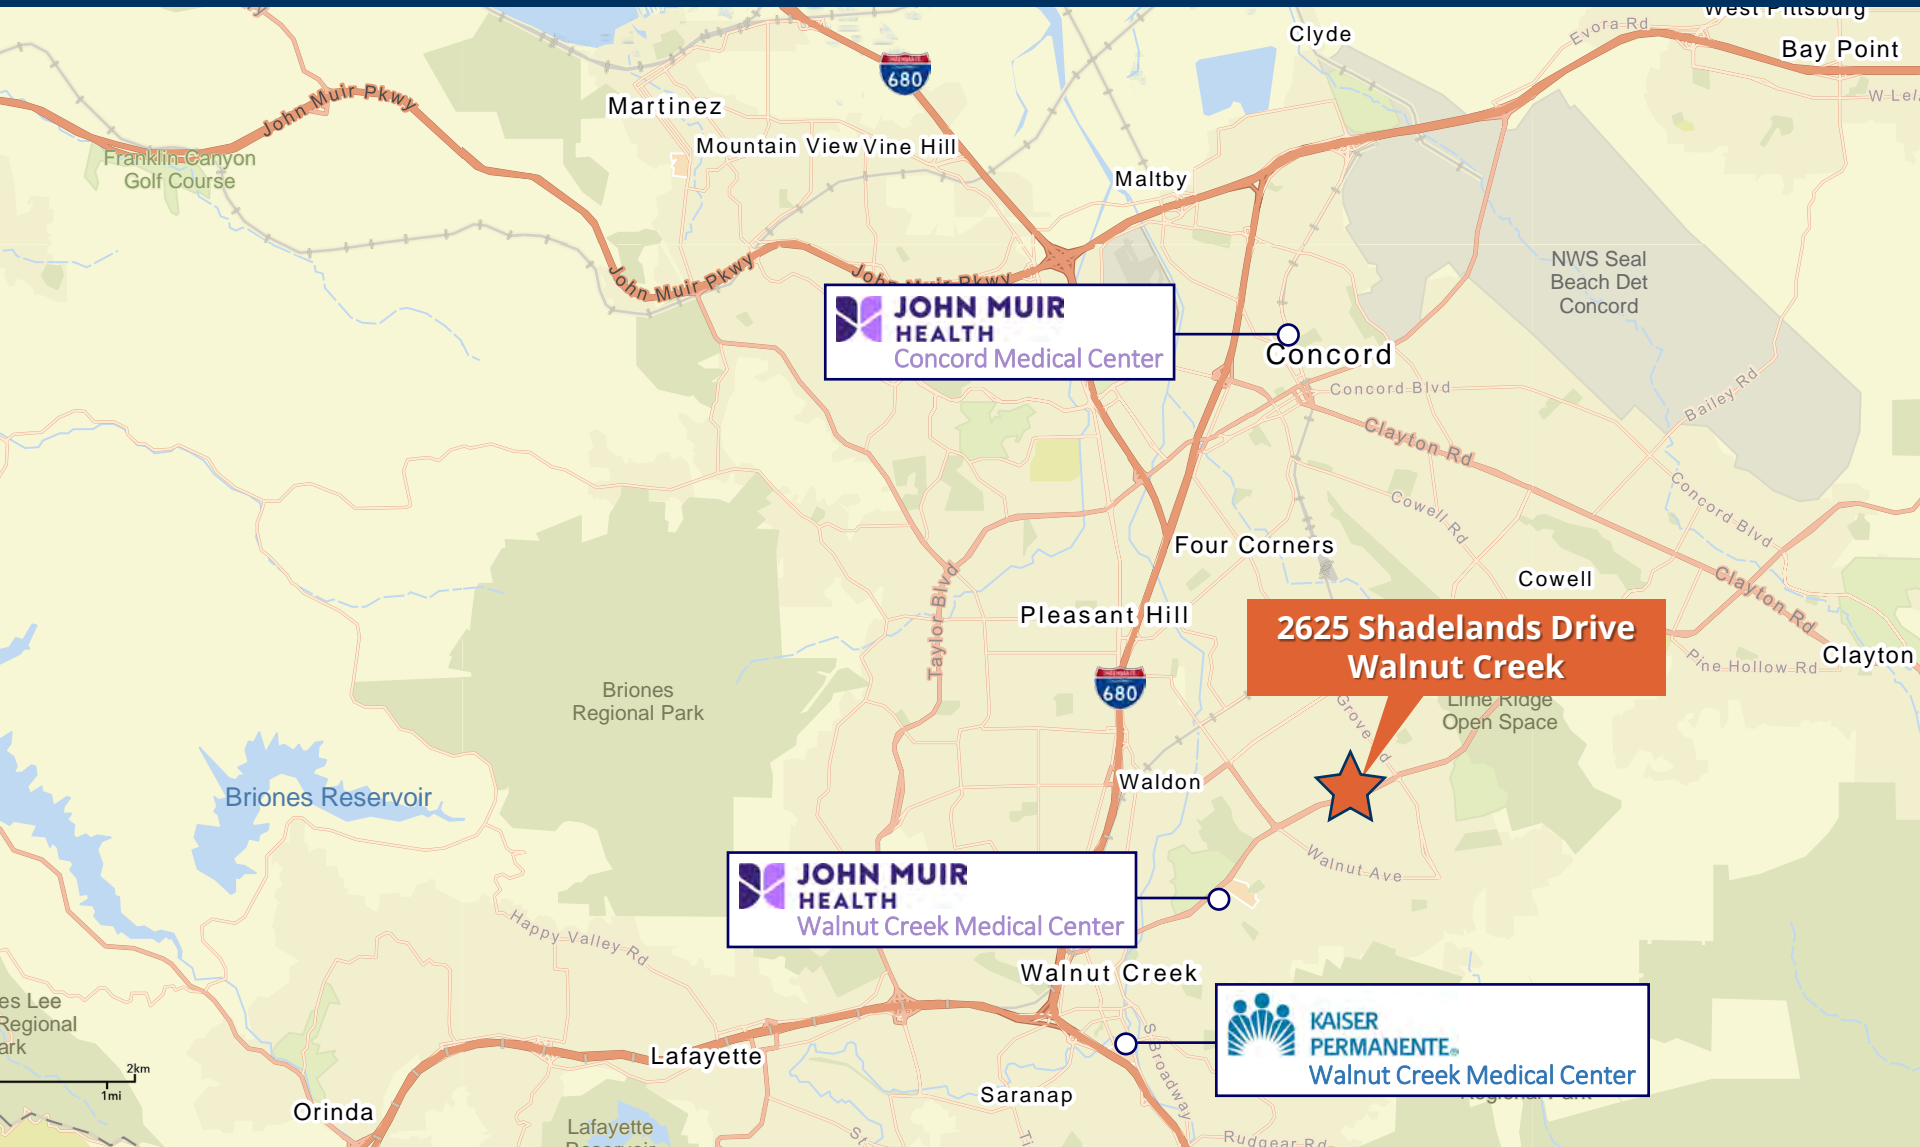 West Pittsburg
Clyde
Evora Rd
Bay Point
680
W Lel
John Muir Pkwy
Martinez
Mountain View
Vine Hill
Franklin Canyon
Golf Course
Maltby
NWS Seal
Beach Det
Concord
John Muir Pkwy
John Muir Pkwy
JOHN MUIR
HEALTH
Concord Medical Center
Concord
Concord Blvd
Bailey Rd
Clayton Rd
Cowell Rd
Concord Blvd
Four Corners
Cowell
Taylor Blvd
Pleasant Hill
Clayton Rd
2625 Shadelands Drive
Walnut Creek
Pine Hollow Rd
Clayton
680
Briones
Regional Park
Grove
Lime Ridge
Open Space
Waldon
Briones Reservoir
Walnut Ave
JOHN MUIR
HEALTH
Walnut Creek Medical Center
Happy Valley Rd
Walnut Creek
es Lee
Regional
ark
KAISER
PERMANENTE®
Walnut Creek Medical Center
Regional Park
S Broadway
Lafayette
2km
1mi
Saranap
Orinda
Lafayette
Reservoir
Rudgear Rd